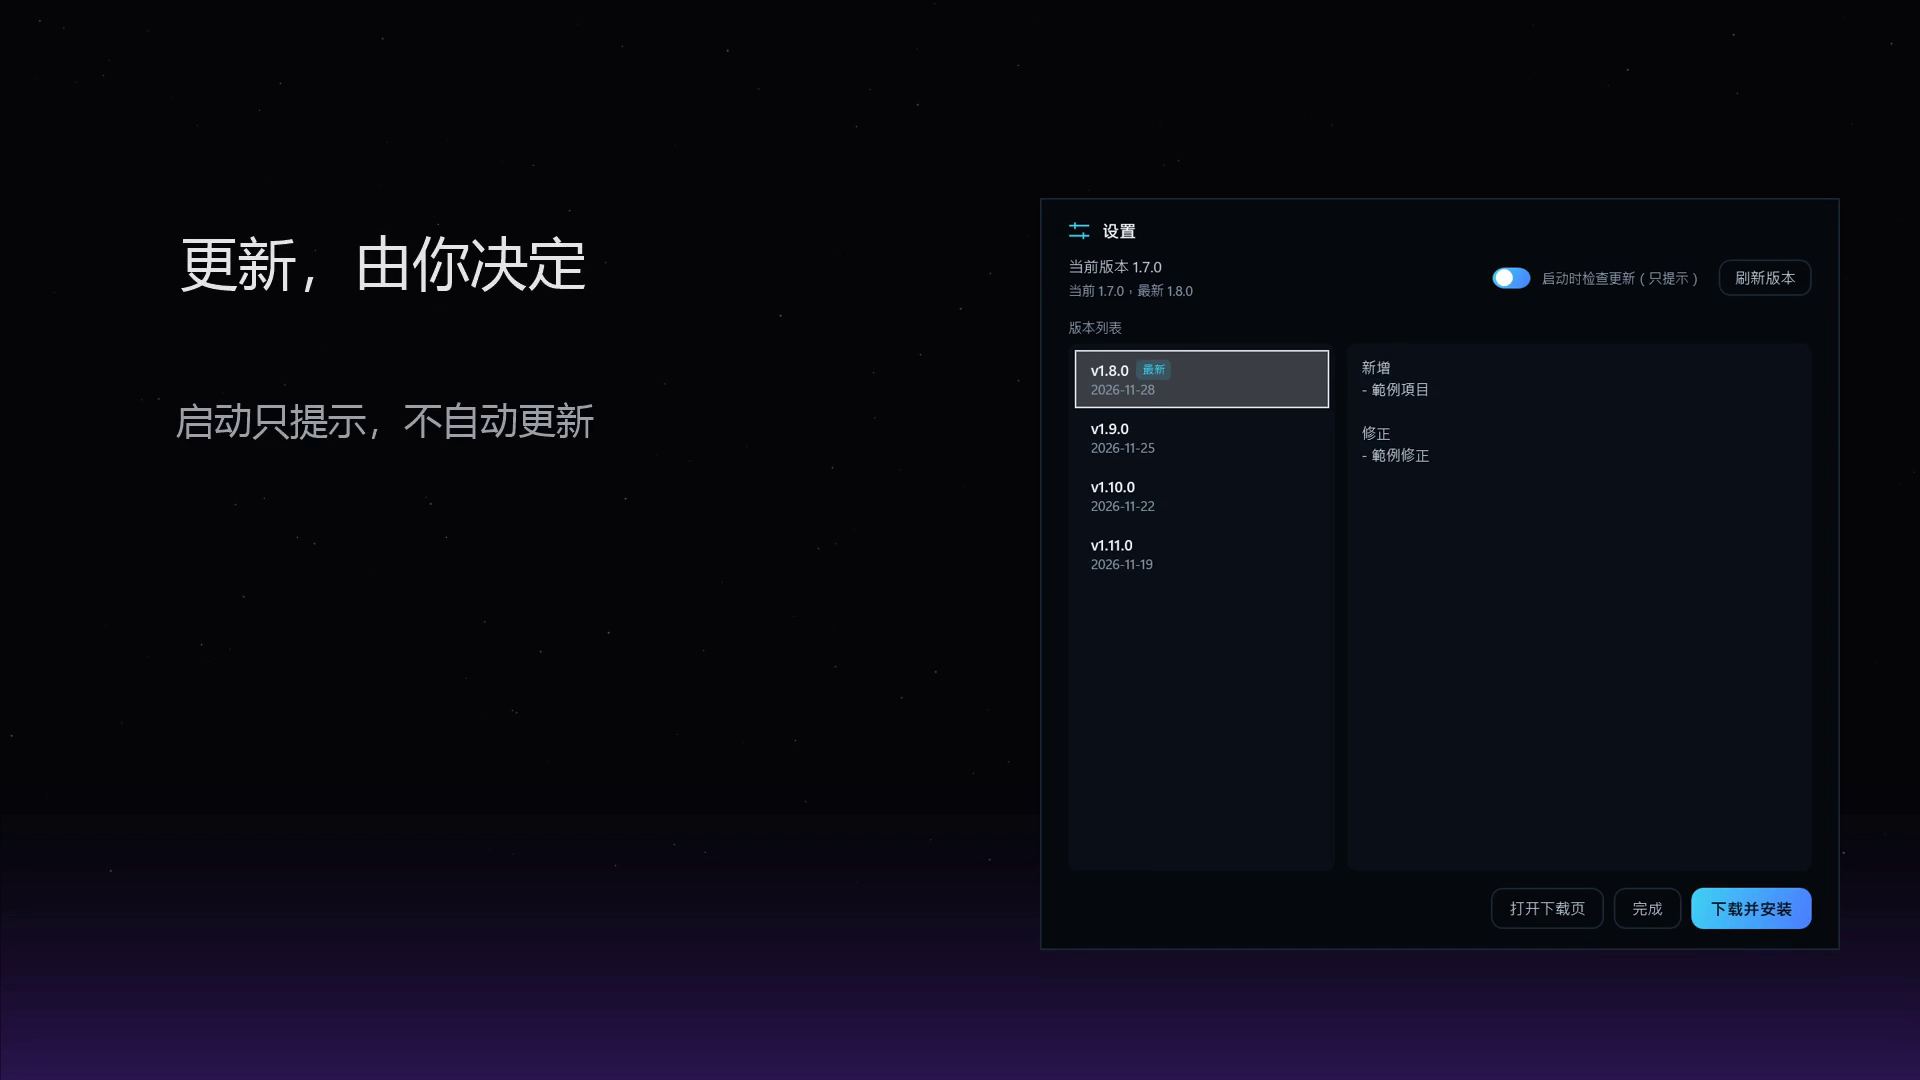 更新，由你决定
启动只提示，不自动更新
设置
当前版本 1.7.0
当前 1.7.0，最新 1.8.0
启动时检查更新（只提示）
刷新版本
版本列表
v1.8.0 最新
2026-11-28
v1.9.0
2026-11-25
v1.10.0
2026-11-22
v1.11.0
2026-11-19
新增
- 範例項目
修正
- 範例修正
打开下载页
完成
下载并安装